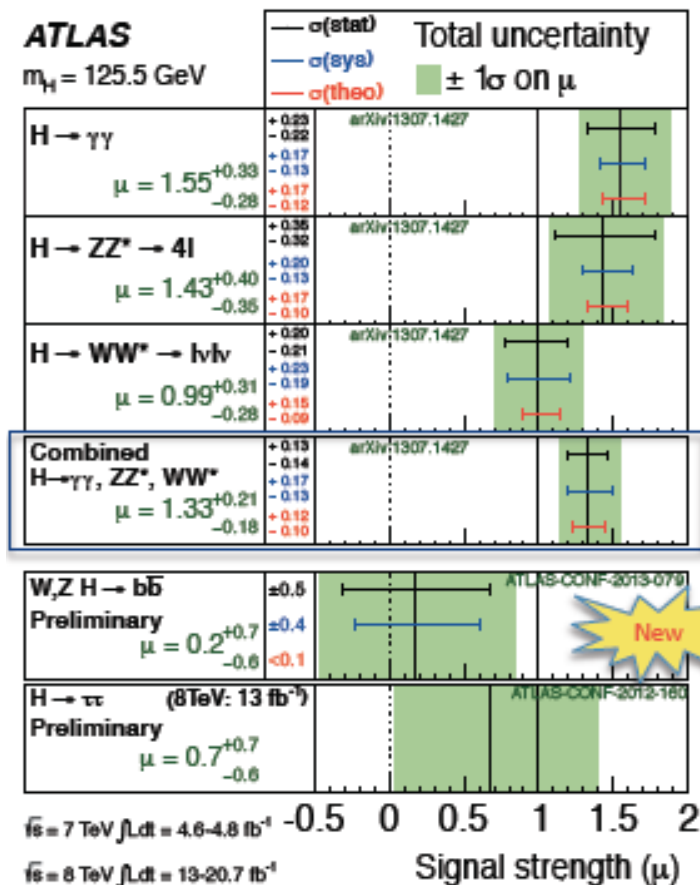 ATLAS
m_H = 125.5 GeV
σ(stat)
σ(sys)
σ(theo)
Total uncertainty
± 1σ on μ
H → γγ
μ = 1.55 +0.33 −0.28
+ 0.23
- 0.22
+ 0.17
- 0.13
+ 0.17
- 0.12
arXiv:1307.1427
H → ZZ* → 4l
μ = 1.43 +0.40 −0.35
+ 0.35
- 0.32
+ 0.20
- 0.13
+ 0.17
- 0.10
arXiv:1307.1427
H → WW* → lνlν
μ = 0.99 +0.31 −0.28
+ 0.20
- 0.21
+ 0.23
- 0.19
+ 0.15
- 0.09
arXiv:1307.1427
Combined
H→γγ, ZZ*, WW*
μ = 1.33 +0.21 −0.18
+ 0.13
- 0.14
+ 0.17
- 0.13
+ 0.12
- 0.10
arXiv:1307.1427
W,Z H → bb̄
Preliminary
μ = 0.2 +0.7 −0.6
±0.5
±0.4
<0.1
ATLAS-CONF-2013-079
New
H → ττ (8TeV: 13 fb⁻¹)
Preliminary
μ = 0.7 +0.7 −0.6
ATLAS-CONF-2012-160
√s = 7 TeV ∫Ldt = 4.6-4.8 fb⁻¹
√s = 8 TeV ∫Ldt = 13-20.7 fb⁻¹
-0.5 0 0.5 1 1.5 2
Signal strength (μ)